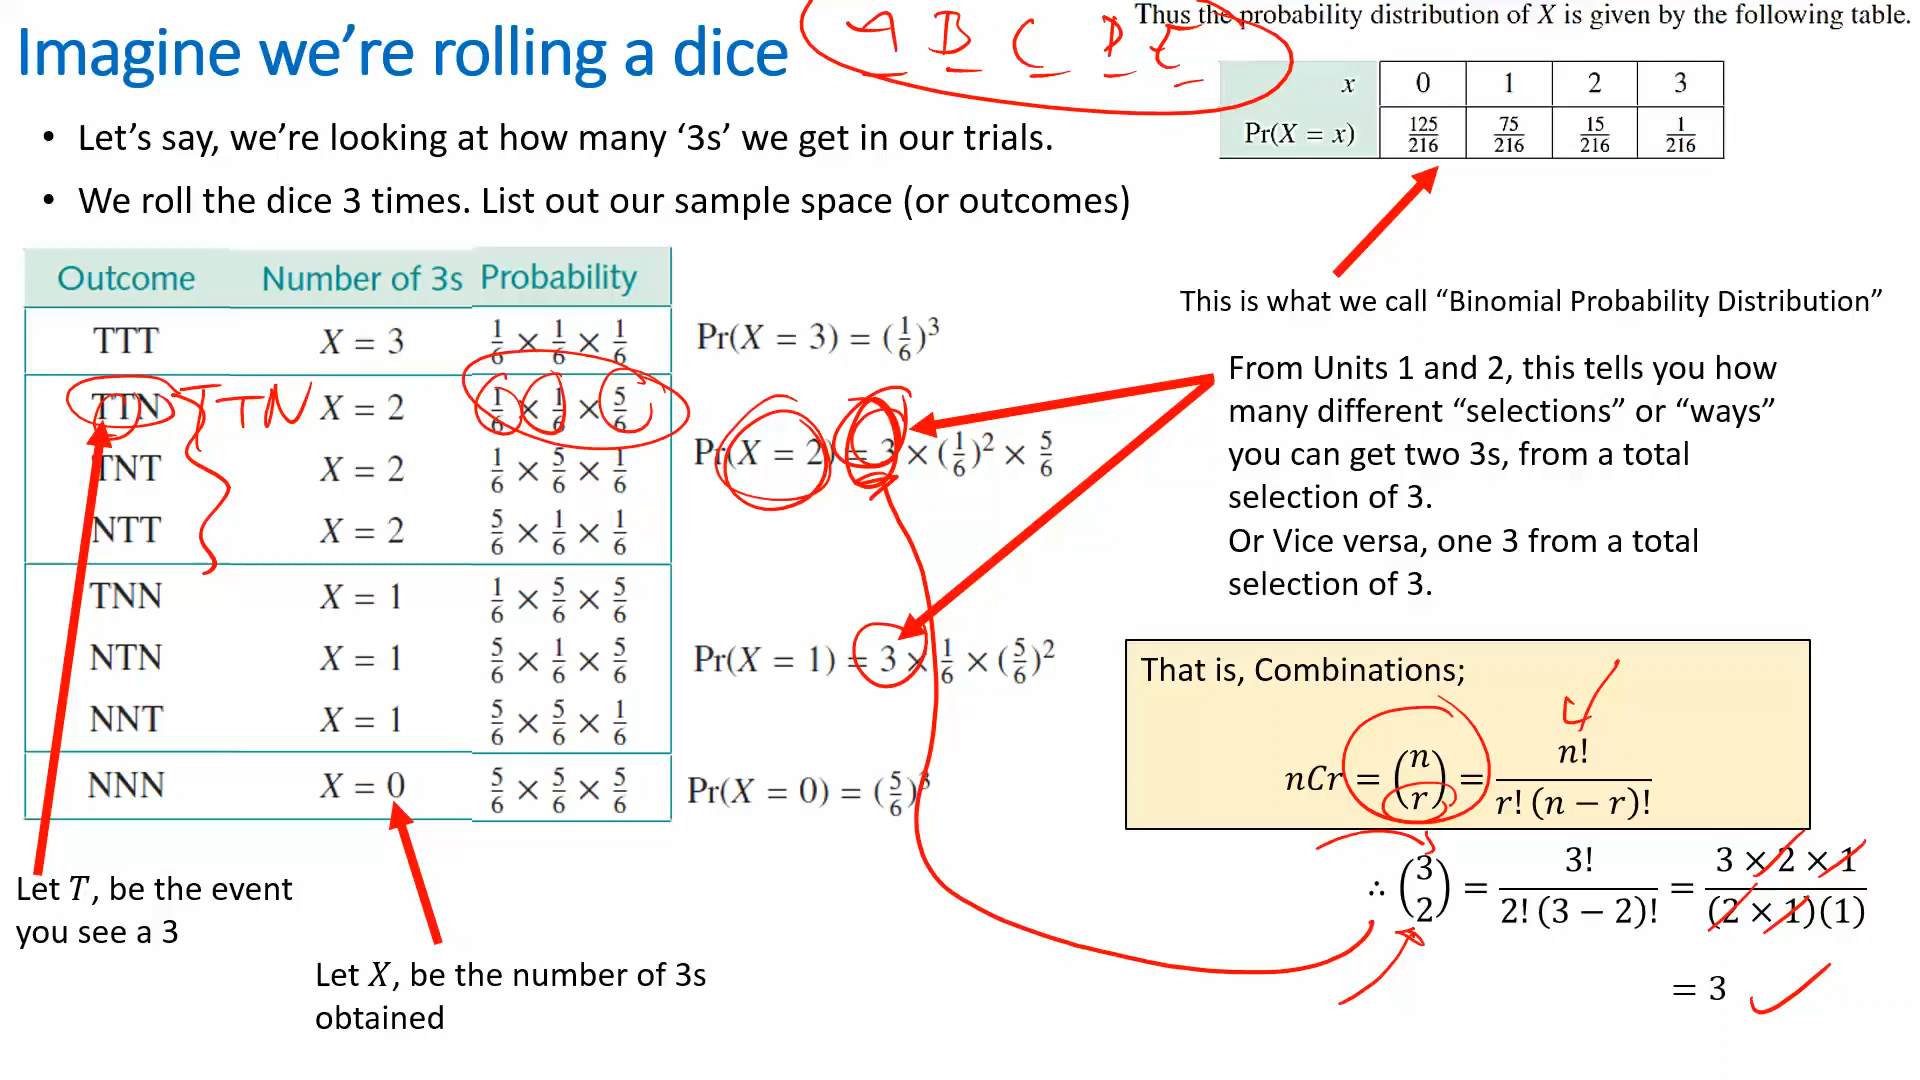 Imagine we're rolling a dice
A B C D E
Thus the probability distribution of X is given by the following table.
x 0 1 2 3
Pr(X = x) 125/216 75/216 15/216 1/216
• Let's say, we're looking at how many '3s' we get in our trials.
• We roll the dice 3 times. List out our sample space (or outcomes)
This is what we call “Binomial Probability Distribution”
Outcome Number of 3s Probability
TTT X = 3 1/6 × 1/6 × 1/6 Pr(X = 3) = (1/6)³
TTN TTN X = 2 1/6 × 1/6 × 5/6
Pr(X = 2) = 3 × (1/6)² × 5/6
TNT X = 2 1/6 × 5/6 × 1/6
NTT X = 2 5/6 × 1/6 × 1/6
TNN X = 1 1/6 × 5/6 × 5/6
NTN X = 1 5/6 × 1/6 × 5/6 Pr(X = 1) = 3 × 1/6 × (5/6)²
NNT X = 1 5/6 × 5/6 × 1/6
NNN X = 0 5/6 × 5/6 × 5/6 Pr(X = 0) = (5/6)³
From Units 1 and 2, this tells you how
many different “selections” or “ways”
you can get two 3s, from a total
selection of 3.
Or Vice versa, one 3 from a total
selection of 3.
That is, Combinations;
nCr = (n r) = n!/r! (n − r)!
∴ (3 2) = 3!/2! (3 − 2)! = 3 × 2 × 1/(2 × 1)(1)
= 3
Let T, be the event
you see a 3
Let X, be the number of 3s
obtained